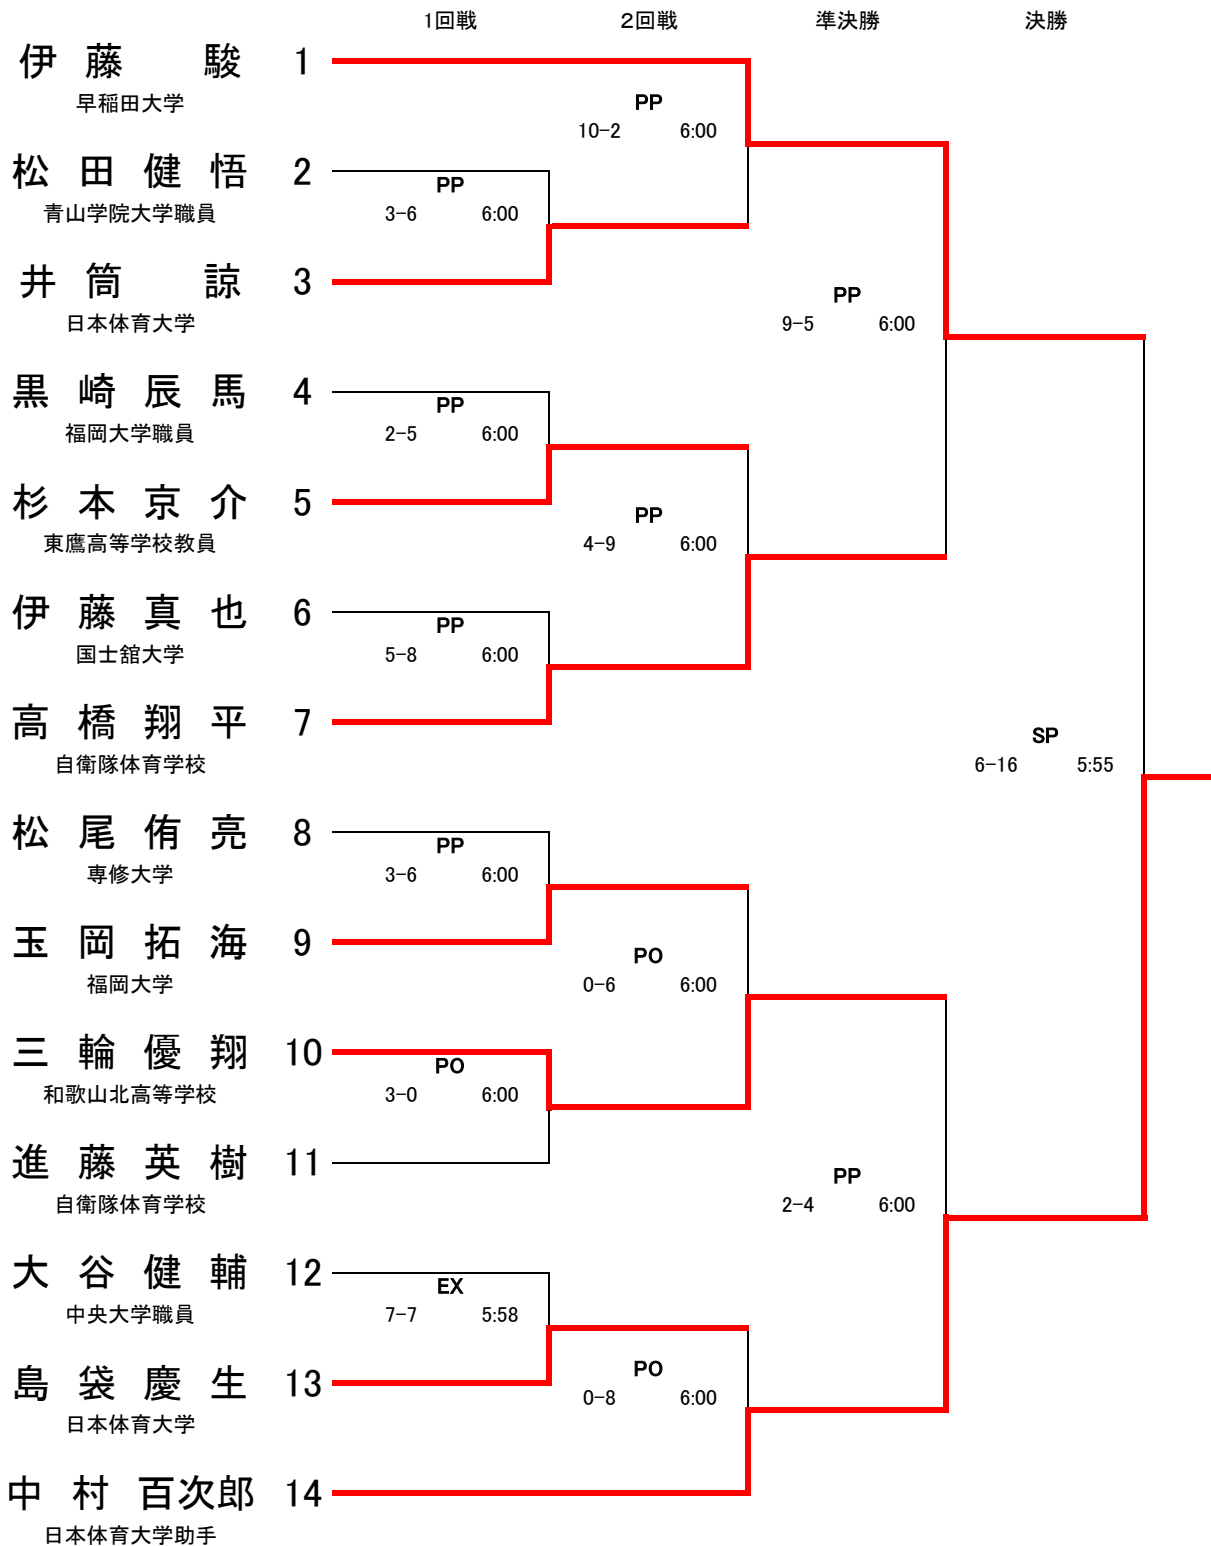 1回戦 2回戦 準決勝 決勝
伊藤 駿 1
早稲田大学
PP
10-2 6:00
松田健悟 2
青山学院大学職員
PP
3-6 6:00
井筒 諒 3
日本体育大学
PP
9-5 6:00
黒崎辰馬 4
福岡大学職員
PP
2-5 6:00
杉本京介 5
東鷹高等学校教員
PP
4-9 6:00
伊藤真也 6
国士舘大学
PP
5-8 6:00
高橋翔平 7
自衛隊体育学校
SP
6-16 5:55
松尾侑亮 8
専修大学
PP
3-6 6:00
玉岡拓海 9
福岡大学
PO
0-6 6:00
三輪優翔 10
和歌山北高等学校
PO
3-0 6:00
進藤英樹 11
自衛隊体育学校
PP
2-4 6:00
大谷健輔 12
中央大学職員
EX
7-7 5:58
島袋慶生 13
日本体育大学
PO
0-8 6:00
中村百次郎 14
日本体育大学助手